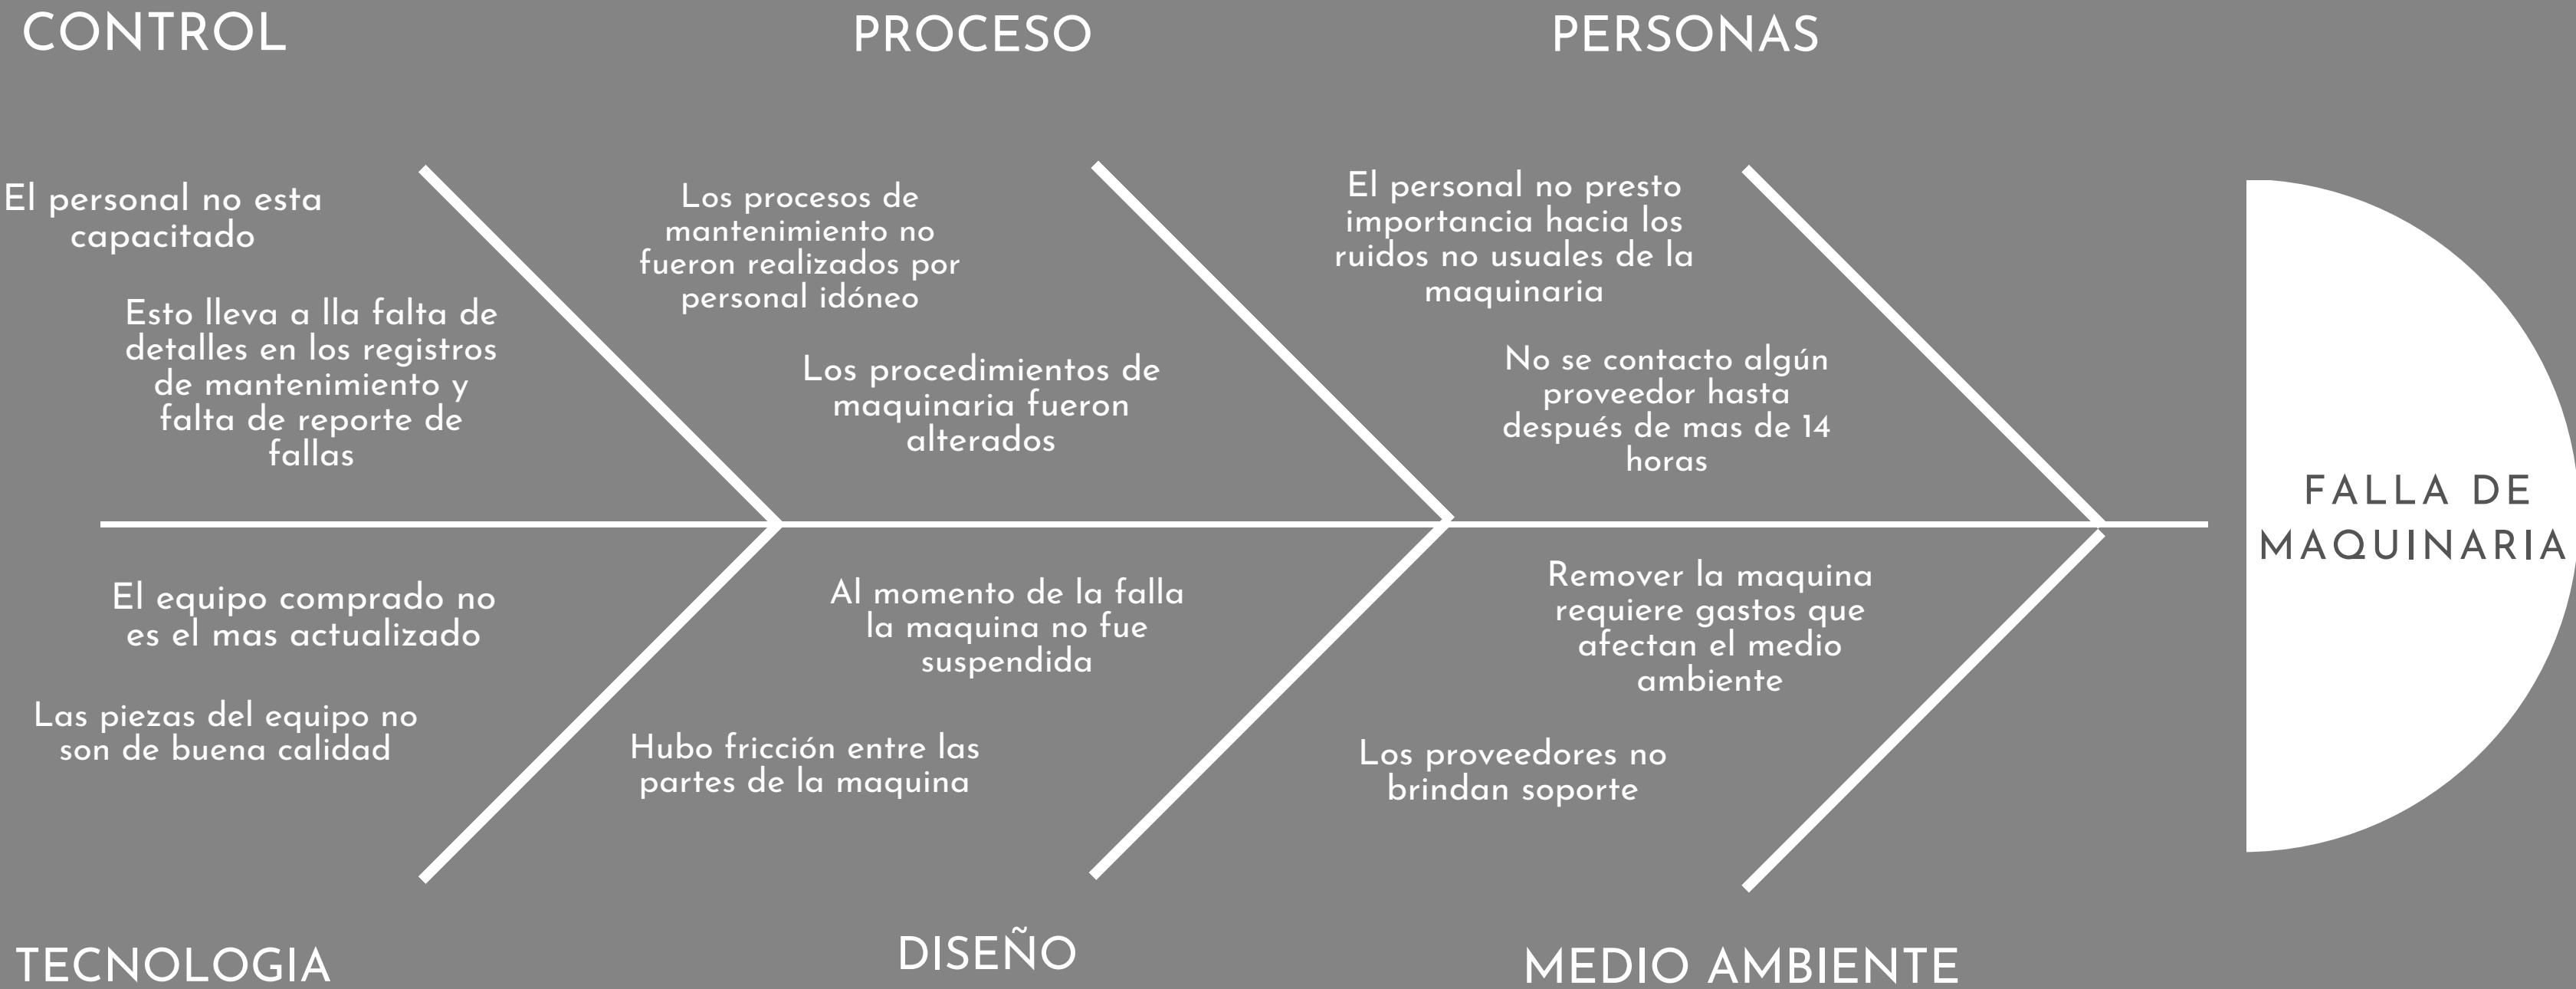 CONTROL
PROCESO
PERSONAS
El personal no esta
capacitado
Esto lleva a lla falta de
detalles en los registros
de mantenimiento y
falta de reporte de
fallas
Los procesos de
mantenimiento no
fueron realizados por
personal idóneo
Los procedimientos de
maquinaria fueron
alterados
El personal no presto
importancia hacia los
ruidos no usuales de la
maquinaria
No se contacto algún
proveedor hasta
después de mas de 14
horas
FALLA DE
MAQUINARIA
El equipo comprado no
es el mas actualizado
Las piezas del equipo no
son de buena calidad
Al momento de la falla
la maquina no fue
suspendida
Hubo fricción entre las
partes de la maquina
Remover la maquina
requiere gastos que
afectan el medio
ambiente
Los proveedores no
brindan soporte
TECNOLOGIA
DISEÑO
MEDIO AMBIENTE